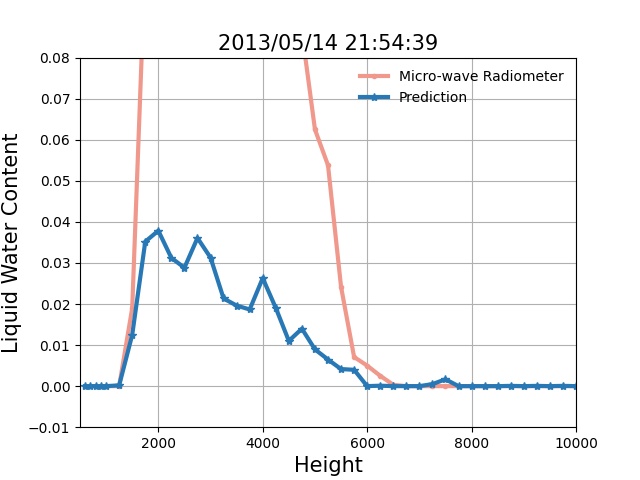 2013/05/14 21:54:39
Micro-wave Radiometer
Prediction
Liquid Water Content
0.08
0.07
0.06
0.05
0.04
0.03
0.02
0.01
0.00
−0.01
2000 4000 6000 8000 10000
Height